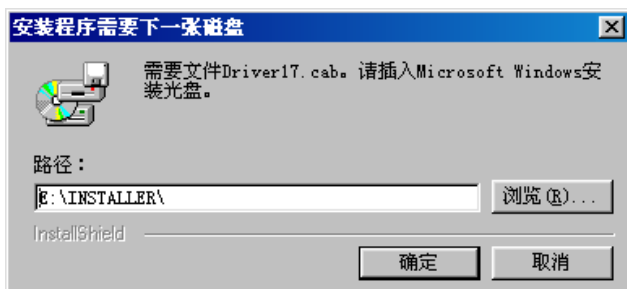 安装程序需要下一张磁盘
需要文件Driver17.cab。请插入Microsoft Windows安
装光盘。
路径：
E:\INSTALLER\
浏览(R)...
InstallShield
确定
取消